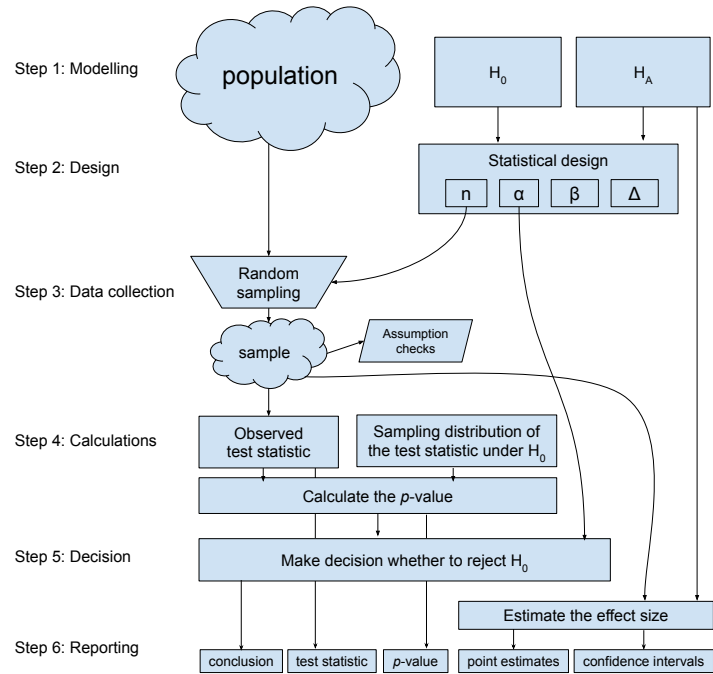 Step 1: Modelling
population
H₀
H_A
Step 2: Design
Statistical design
n
α
β
Δ
Step 3: Data collection
Random
sampling
sample
Assumption
checks
Step 4: Calculations
Observed
test statistic
Sampling distribution of
the test statistic under H₀
Calculate the p-value
Step 5: Decision
Make decision whether to reject H₀
Estimate the effect size
Step 6: Reporting
conclusion
test statistic
p-value
point estimates
confidence intervals